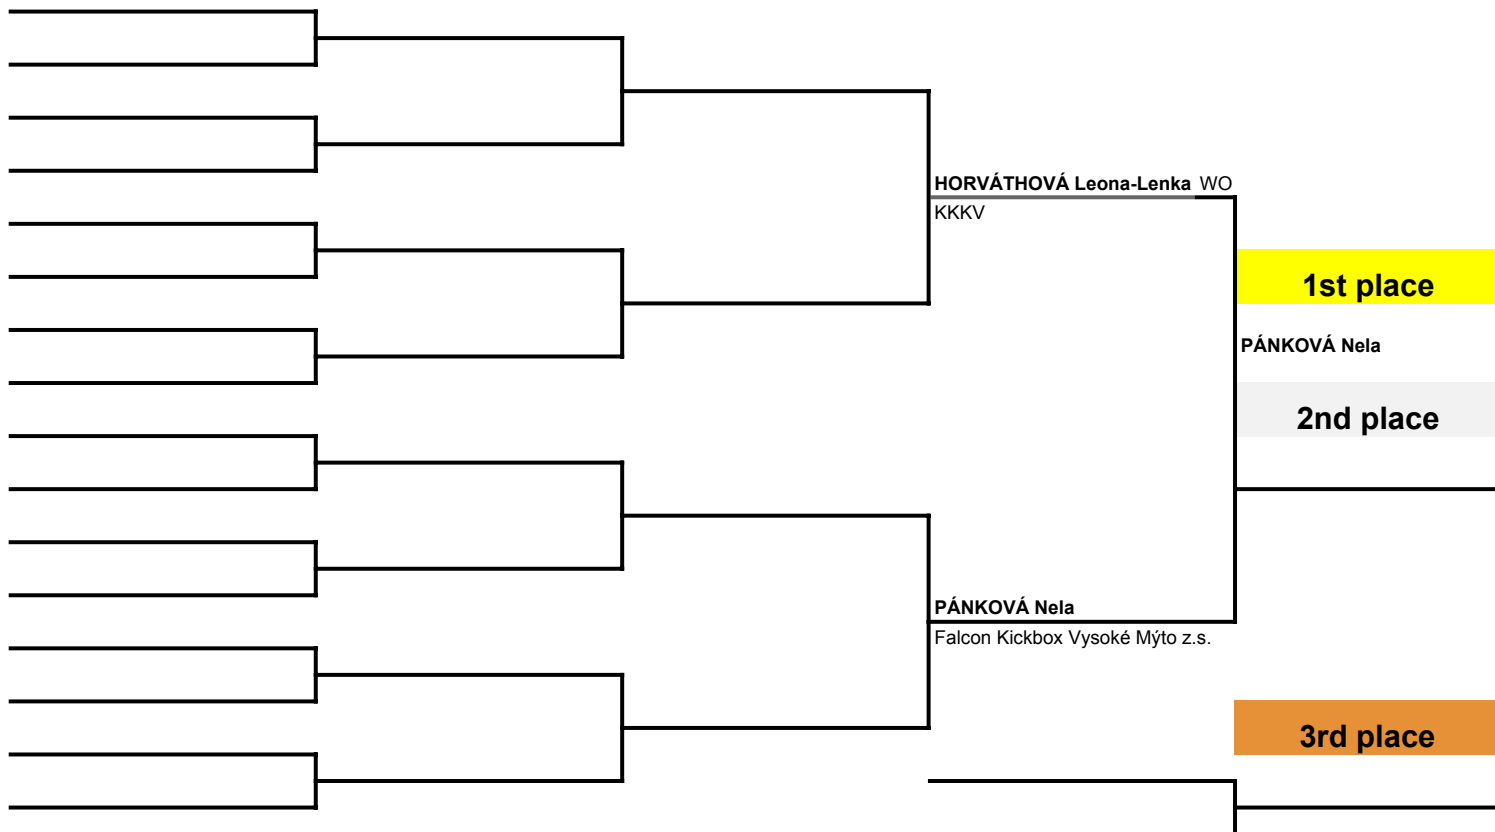 HORVÁTHOVÁ Leona-Lenka WO
KKKV
1st place
PÁNKOVÁ Nela
2nd place
PÁNKOVÁ Nela
Falcon Kickbox Vysoké Mýto z.s.
3rd place